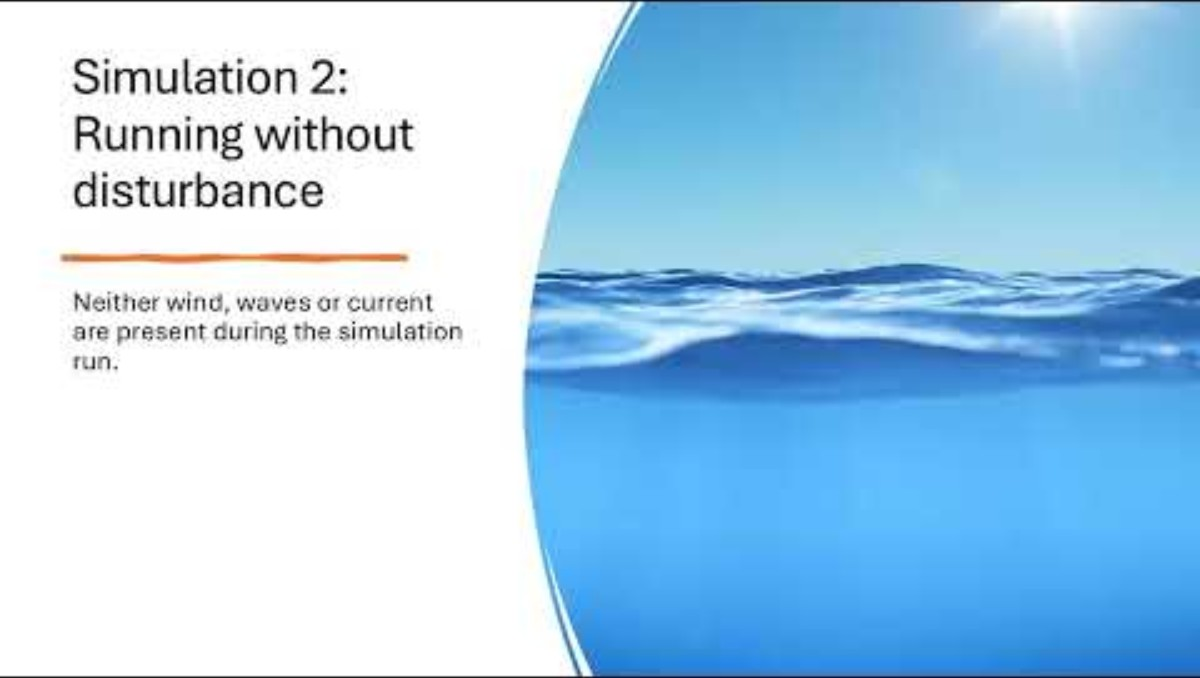 Simulation 2:
Running without
disturbance
Neither wind, waves or current
are present during the simulation
run.